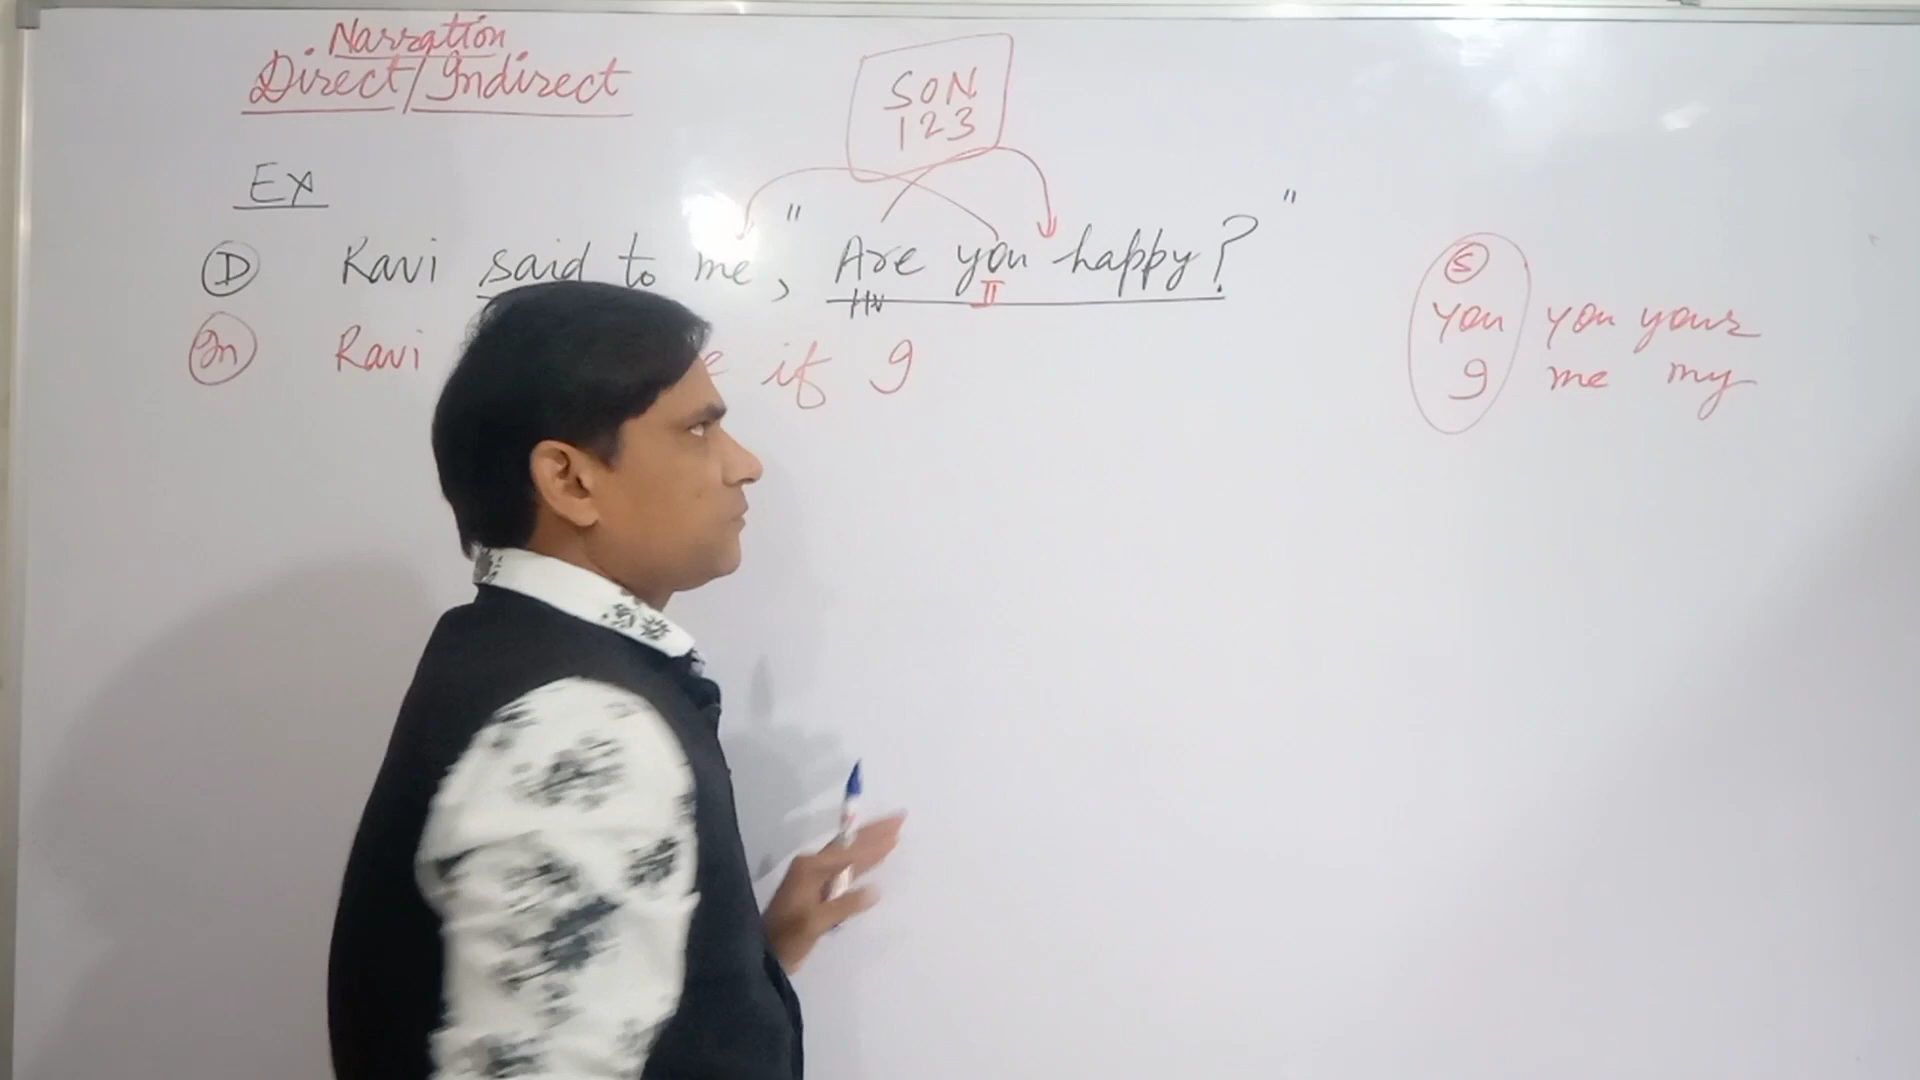 Narration
Direct/Indirect
SON
123
Ex
D Ravi said to me, "Are you happy?"
HV II
In Ravi if I
S
you you your
I me my